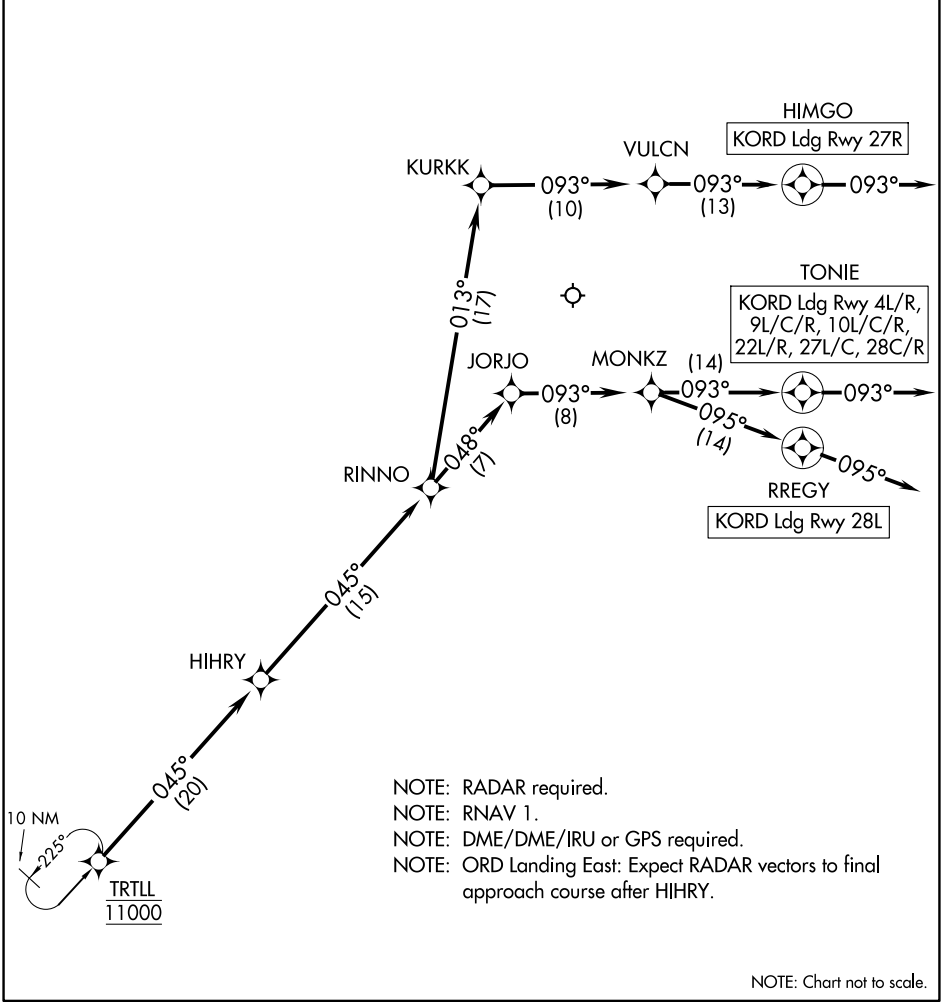 HIMGO
KORD Ldg Rwy 27R
VULCN
KURKK
093°
(10)
093°
(13)
093°
TONIE
KORD Ldg Rwy 4L/R,
9L/C/R, 10L/C/R,
22L/R, 27L/C, 28C/R
013°
(17)
JORJO
MONKZ
(14)
093°
(8)
093°
093°
095°
(14)
095°
RREGY
KORD Ldg Rwy 28L
048°
(7)
RINNO
045°
(15)
HIHRY
045°
(20)
10 NM
225°
TRTLL
11000
NOTE: RADAR required.
NOTE: RNAV 1.
NOTE: DME/DME/IRU or GPS required.
NOTE: ORD Landing East: Expect RADAR vectors to final
approach course after HIHRY.
NOTE: Chart not to scale.